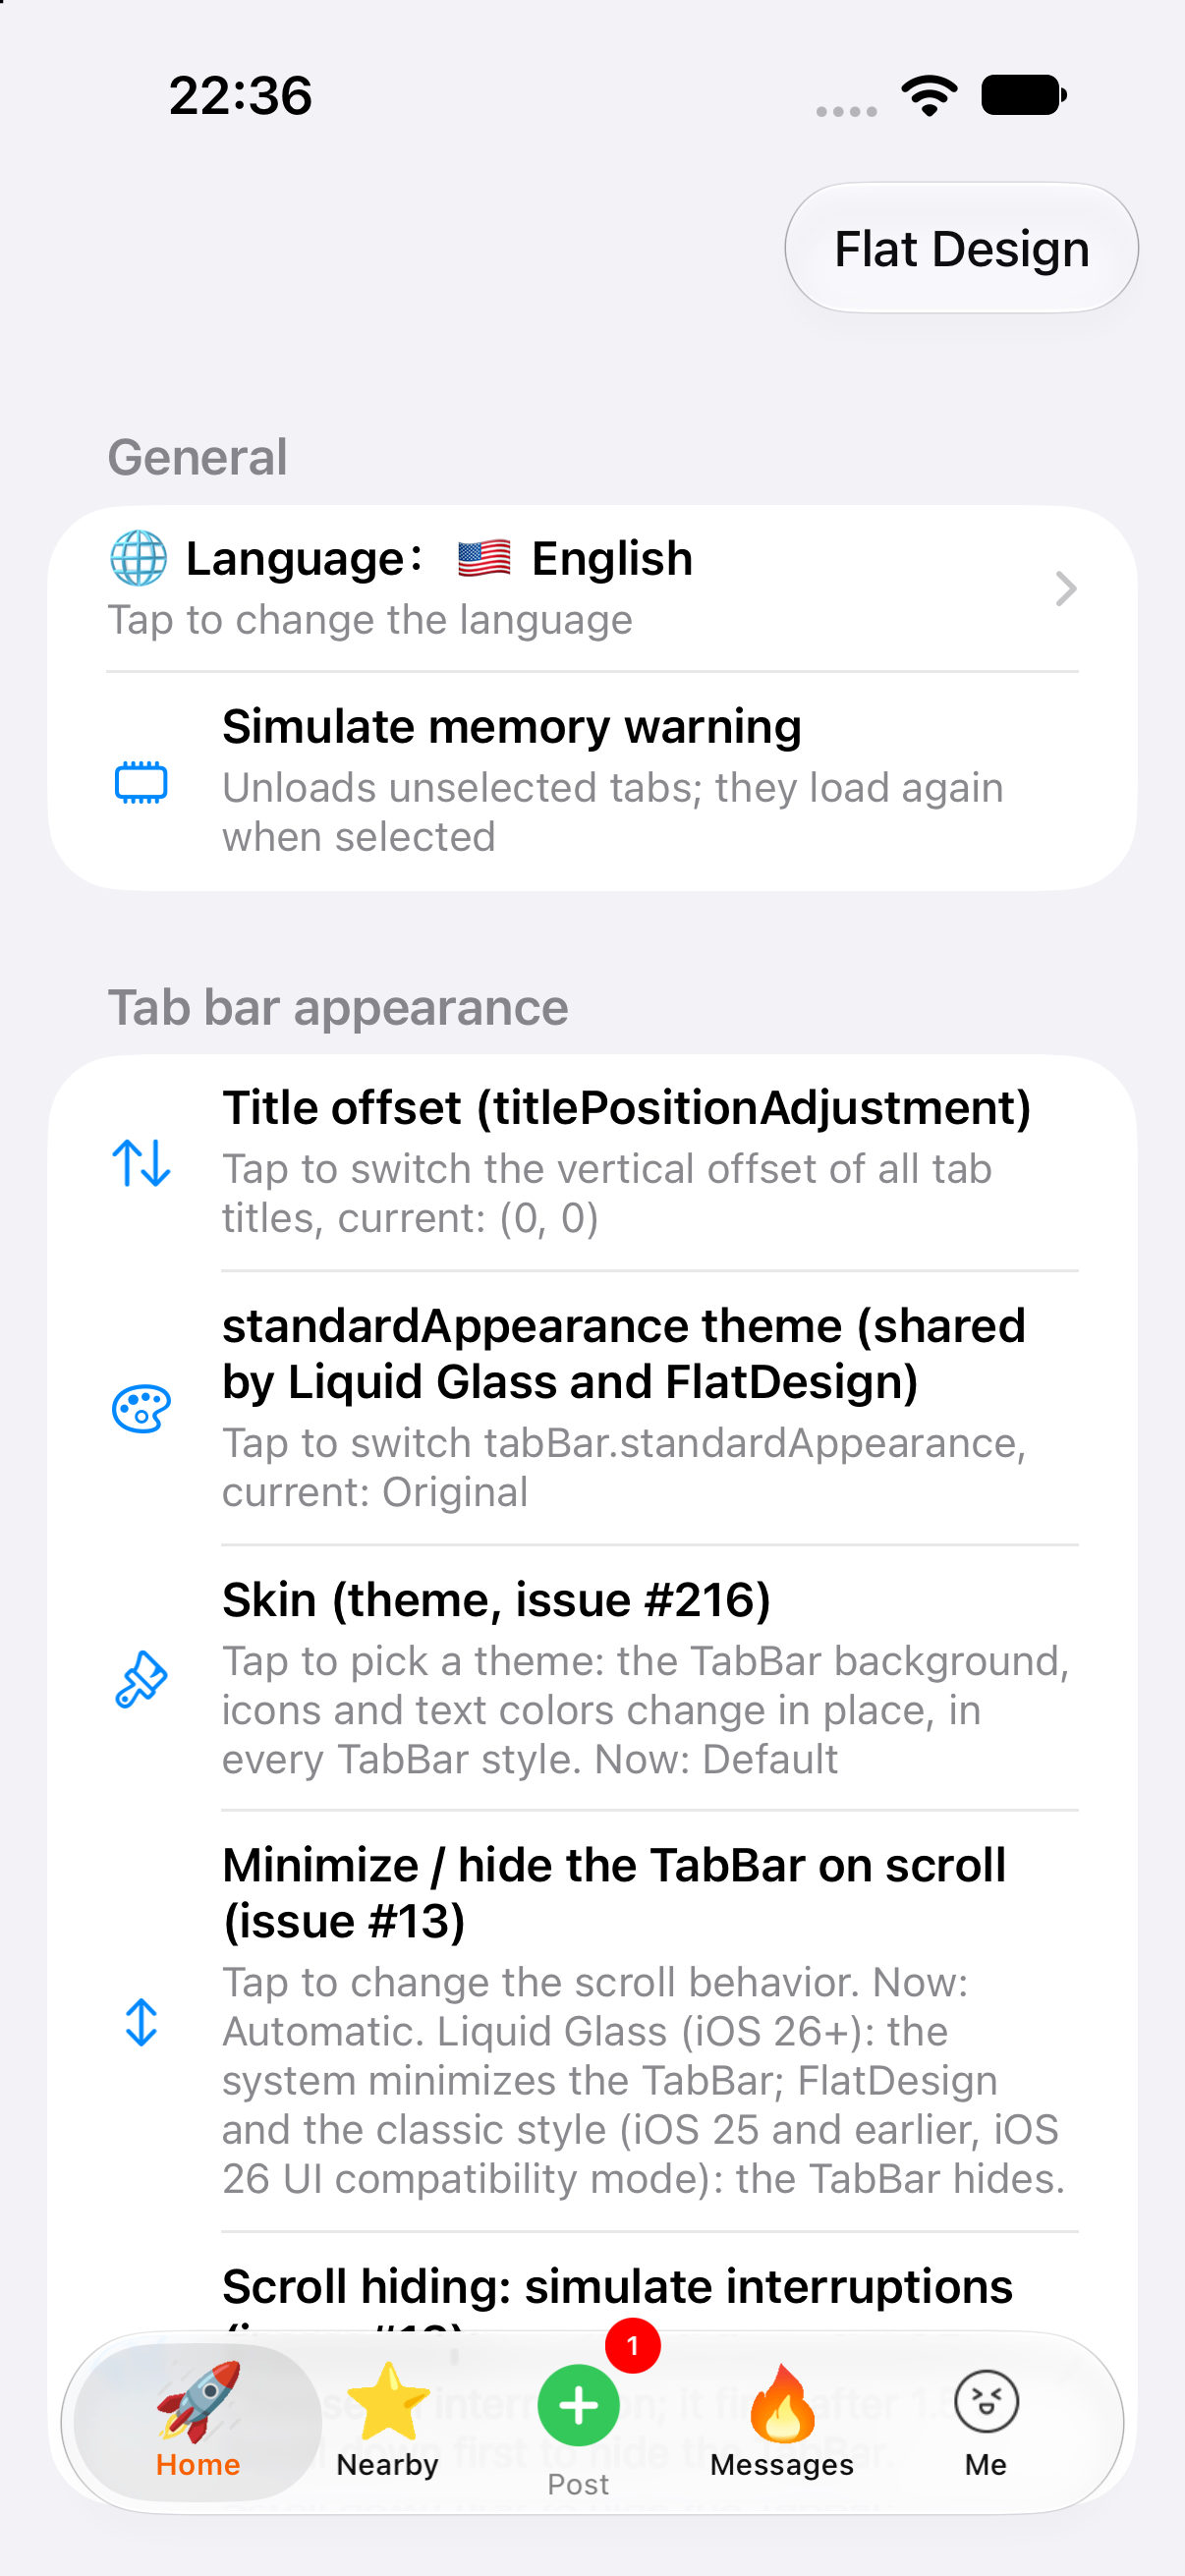 22:36
Flat Design
General
🌐 Language： 🇺🇸 English
Tap to change the language
Simulate memory warning
Unloads unselected tabs; they load again
when selected
Tab bar appearance
Title offset (titlePositionAdjustment)
Tap to switch the vertical offset of all tab
titles, current: (0, 0)
standardAppearance theme (shared
by Liquid Glass and FlatDesign)
Tap to switch tabBar.standardAppearance,
current: Original
Skin (theme, issue #216)
Tap to pick a theme: the TabBar background,
icons and text colors change in place, in
every TabBar style. Now: Default
Minimize / hide the TabBar on scroll
(issue #13)
Tap to change the scroll behavior. Now:
Automatic. Liquid Glass (iOS 26+): the
system minimizes the TabBar; FlatDesign
and the classic style (iOS 25 and earlier, iOS
26 UI compatibility mode): the TabBar hides.
Scroll hiding: simulate interruptions
1
Home
Nearby
Post
Messages
Me